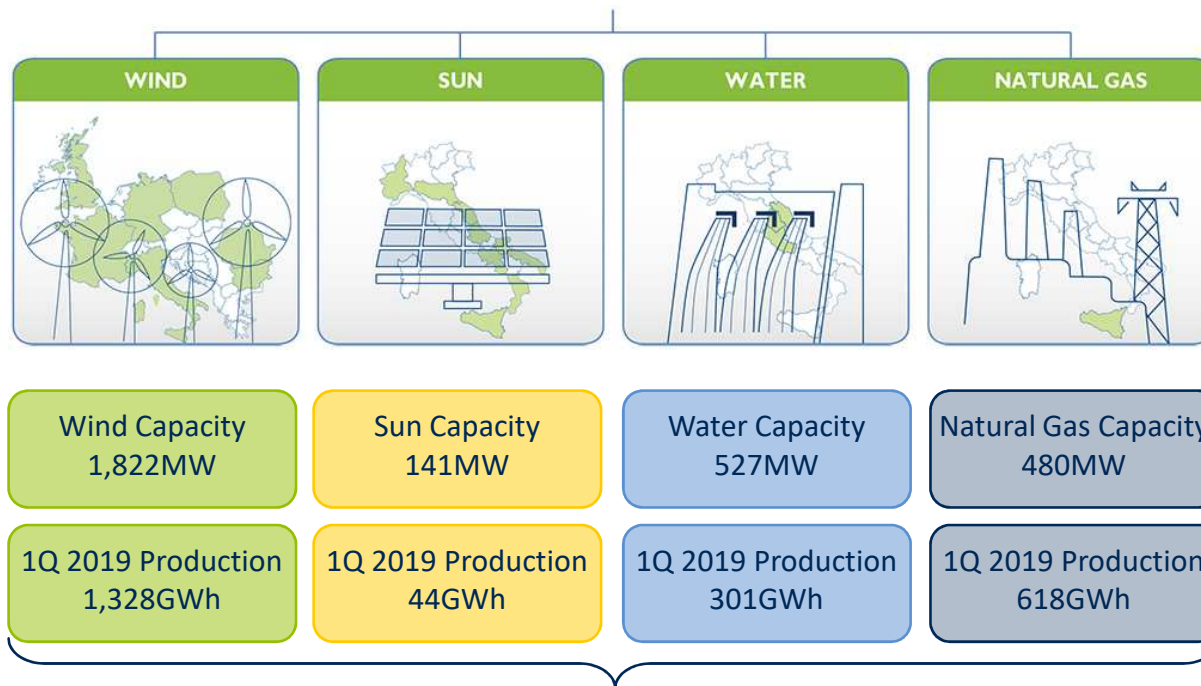 WIND
SUN
WATER
NATURAL GAS
Wind Capacity
1,822MW
Sun Capacity
141MW
Water Capacity
527MW
Natural Gas Capacity
480MW
1Q 2019 Production
1,328GWh
1Q 2019 Production
44GWh
1Q 2019 Production
301GWh
1Q 2019 Production
618GWh